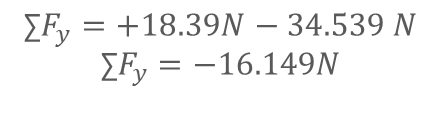 ∑F_y = +18.39N − 34.539 N
∑F_y = −16.149N